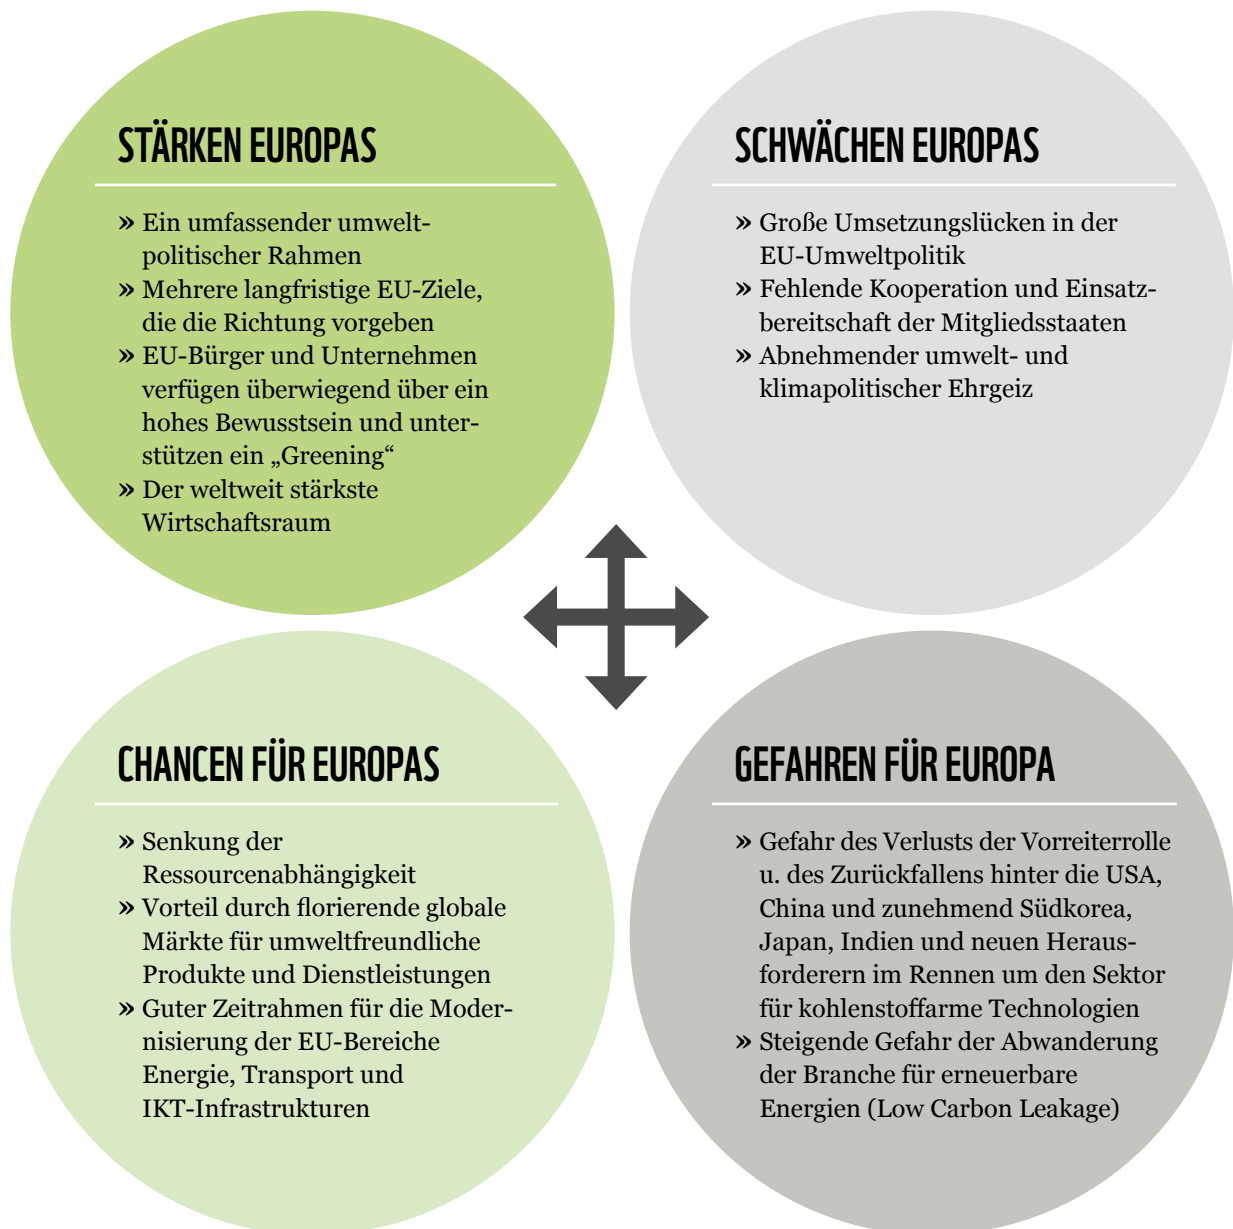 STÄRKEN EUROPAS
» Ein umfassender umwelt-
politischer Rahmen
» Mehrere langfristige EU-Ziele,
die die Richtung vorgeben
» EU-Bürger und Unternehmen
verfügen überwiegend über ein
hohes Bewusstsein und unter-
stützen ein „Greening“
» Der weltweit stärkste
Wirtschaftsraum
SCHWÄCHEN EUROPAS
» Große Umsetzungslücken in der
EU-Umweltpolitik
» Fehlende Kooperation und Einsatz-
bereitschaft der Mitgliedsstaaten
» Abnehmender umwelt- und
klimapolitischer Ehrgeiz
CHANCEN FÜR EUROPAS
» Senkung der
Ressourcenabhängigkeit
» Vorteil durch florierende globale
Märkte für umweltfreundliche
Produkte und Dienstleistungen
» Guter Zeitrahmen für die Moder-
nisierung der EU-Bereiche
Energie, Transport und
IKT-Infrastrukturen
GEFAHREN FÜR EUROPA
» Gefahr des Verlusts der Vorreiterrolle
u. des Zurückfallens hinter die USA,
China und zunehmend Südkorea,
Japan, Indien und neuen Heraus-
forderern im Rennen um den Sektor
für kohlenstoffarme Technologien
» Steigende Gefahr der Abwanderung
der Branche für erneuerbare
Energien (Low Carbon Leakage)